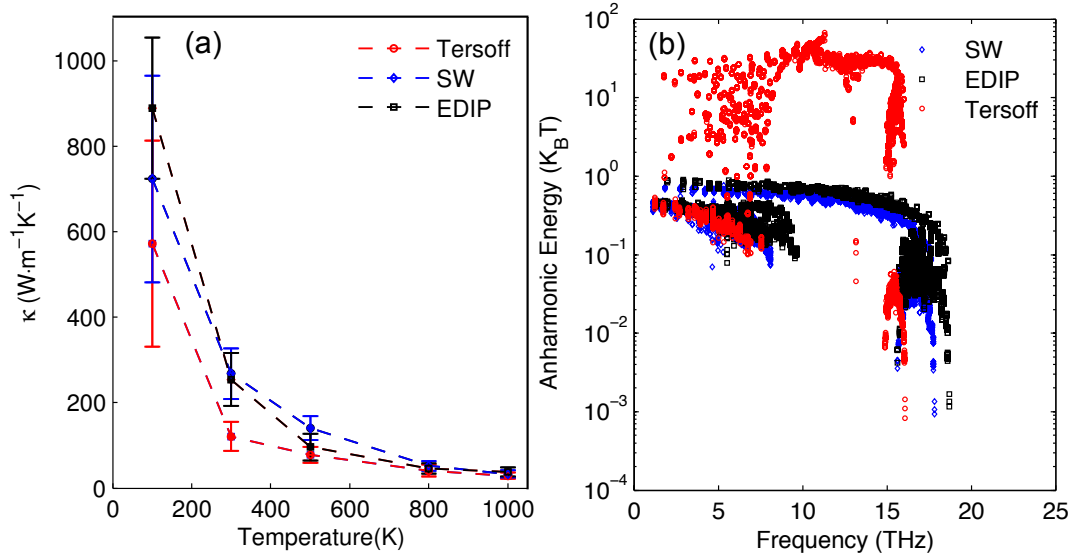 (a)
Tersoff
SW
EDIP
1000
800
600
400
200
0
κ (W·m⁻¹K⁻¹)
0 200 400 600 800 1000
Temperature(K)
(b)
SW
EDIP
Tersoff
10²
10¹
10⁰
10⁻¹
10⁻²
10⁻³
10⁻⁴
Anharmonic Energy (K_BT)
0 5 10 15 20 25
Frequency (THz)